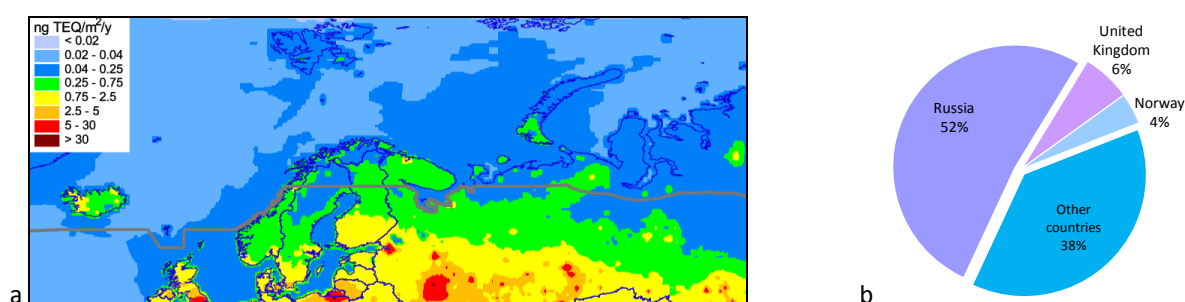 ng TEQ/m²/y
< 0.02
0.02 - 0.04
0.04 - 0.25
0.25 - 0.75
0.75 - 2.5
2.5 - 5
5 - 30
> 30
a
United
Kingdom
6%
Russia
52%
Norway
4%
Other
countries
38%
b